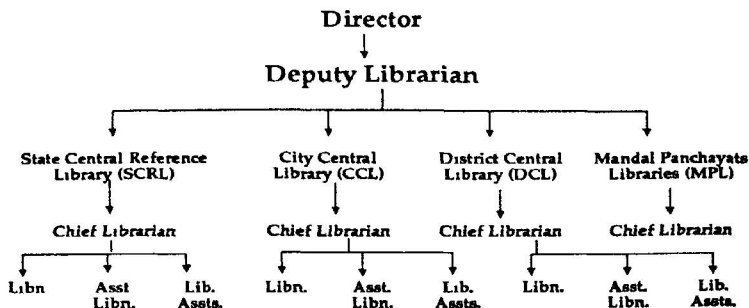 Director
Deputy Librarian
State Central Reference
Library (SCRL)
City Central
Library (CCL)
District Central
Library (DCL)
Mandal Panchayats
Libraries (MPL)
Chief Librarian
Chief Librarian
Chief Librarian
Chief Librarian
Libn
Asst
Libn.
Lib.
Assts.
Libn.
Asst.
Libn.
Lib.
Assts.
Libn.
Asst.
Libn.
Lib.
Assts.